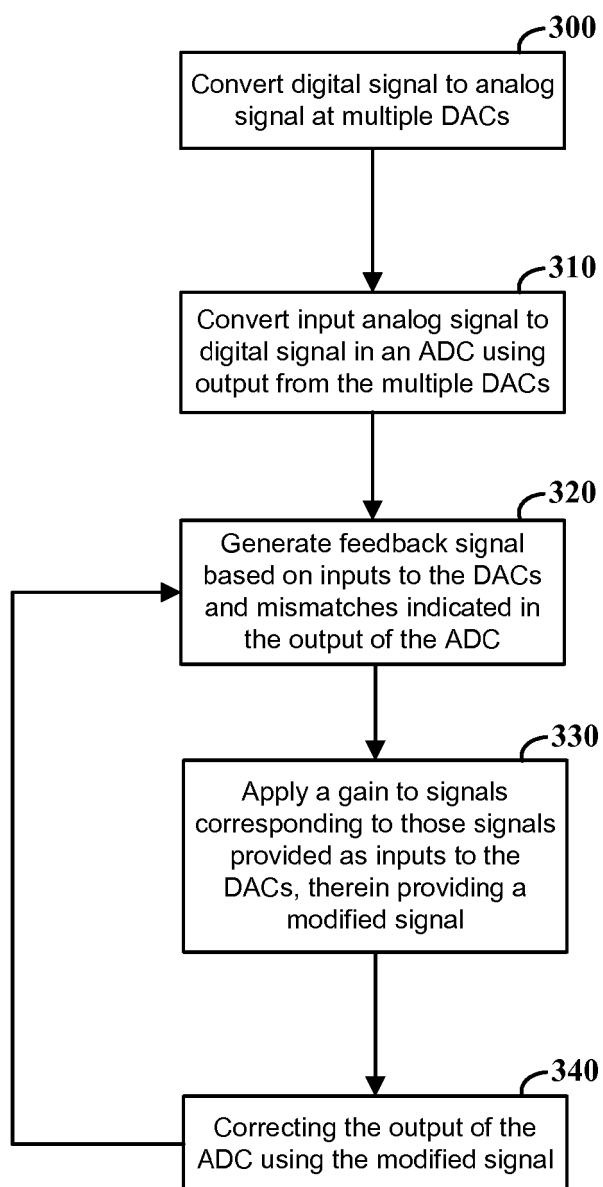 300
Convert digital signal to analog
signal at multiple DACs
310
Convert input analog signal to
digital signal in an ADC using
output from the multiple DACs
320
Generate feedback signal
based on inputs to the DACs
and mismatches indicated in
the output of the ADC
330
Apply a gain to signals
corresponding to those signals
provided as inputs to the
DACs, therein providing a
modified signal
340
Correcting the output of the
ADC using the modified signal